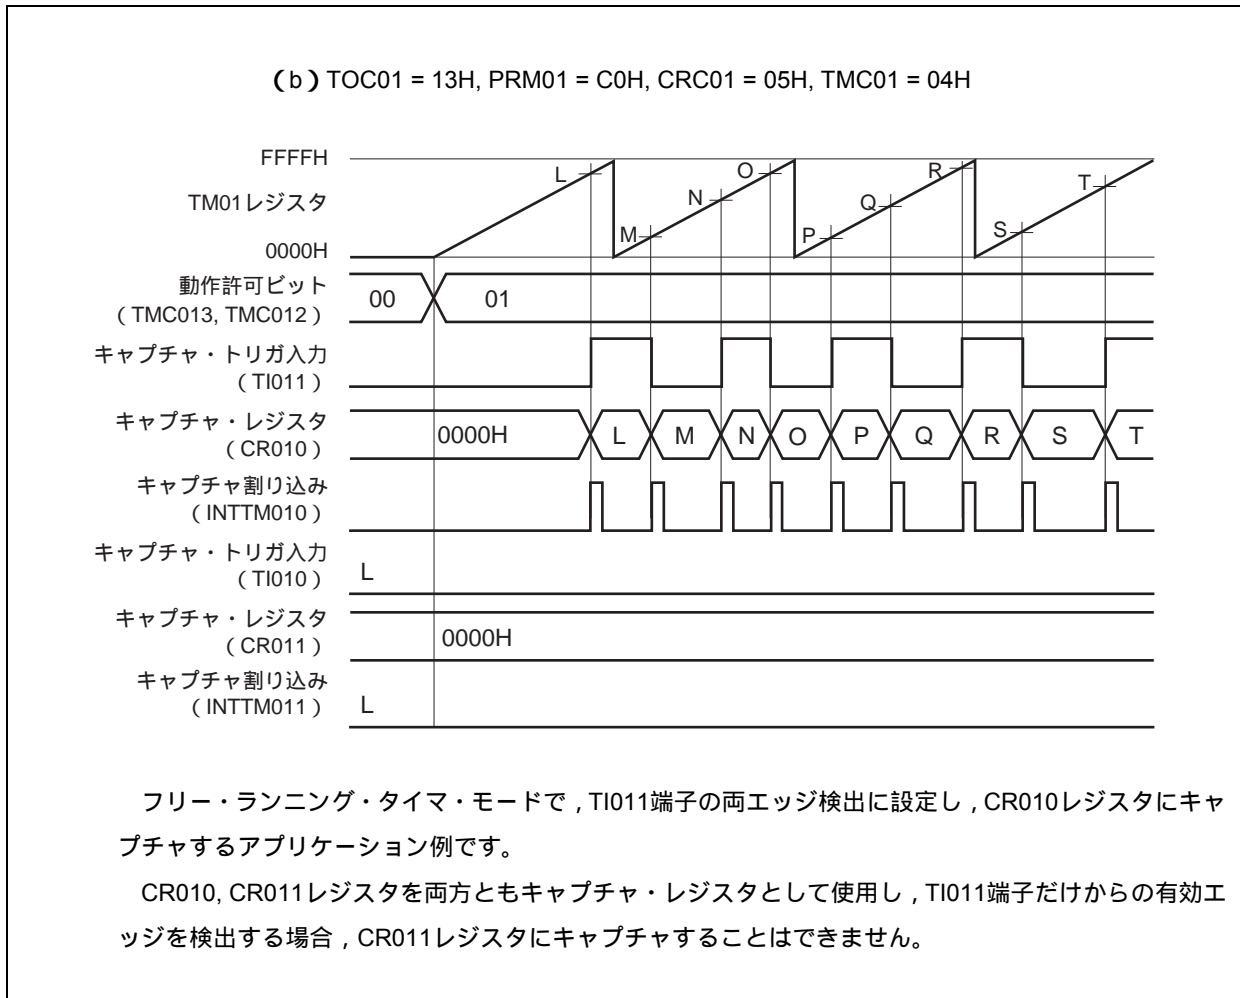 (b) TOC01 = 13H, PRM01 = C0H, CRC01 = 05H, TMC01 = 04H
FFFFH
TM01レジスタ
0000H
L
M
N
O
P
Q
R
S
T
動作許可ビット
(TMC013, TMC012)
00
01
キャプチャ・トリガ入力
(TI011)
キャプチャ・レジスタ
(CR010)
0000H
L
M
N
O
P
Q
R
S
T
キャプチャ割り込み
(INTTM010)
キャプチャ・トリガ入力
(TI010)
L
キャプチャ・レジスタ
(CR011)
0000H
キャプチャ割り込み
(INTTM011)
L
フリー・ランニング・タイマ・モードで,TI011端子の両エッジ検出に設定し,CR010レジスタにキャ
プチャするアプリケーション例です。
CR010, CR011レジスタを両方ともキャプチャ・レジスタとして使用し,TI011端子だけからの有効エ
ッジを検出する場合,CR011レジスタにキャプチャすることはできません。